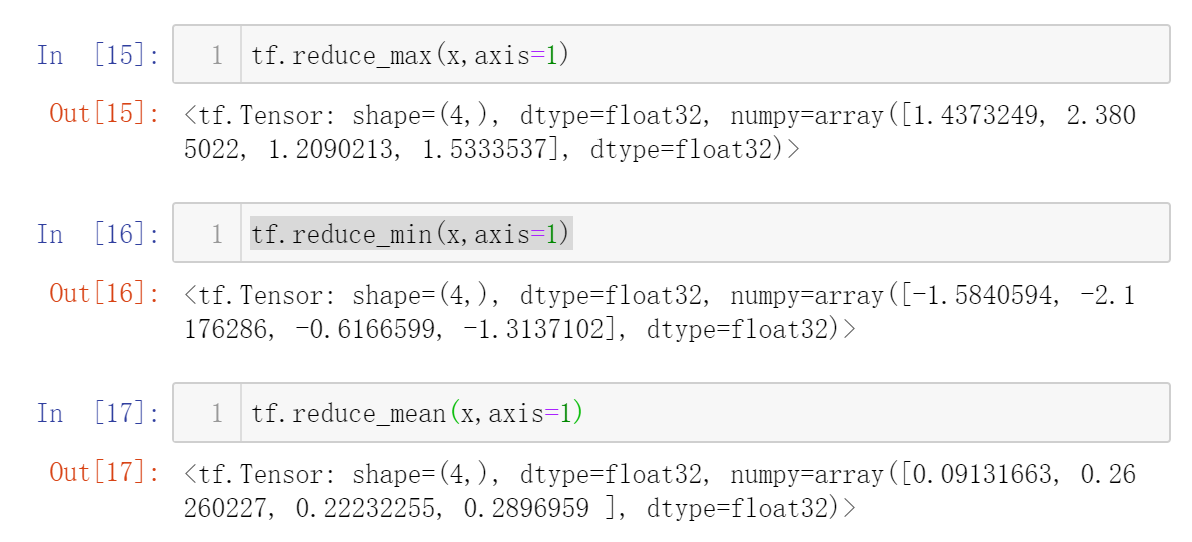 In [15]: 1 tf.reduce_max(x,axis=1)
Out[15]: <tf.Tensor: shape=(4,), dtype=float32, numpy=array([1.4373249, 2.380
5022, 1.2090213, 1.5333537], dtype=float32)>
In [16]: 1 tf.reduce_min(x,axis=1)
Out[16]: <tf.Tensor: shape=(4,), dtype=float32, numpy=array([-1.5840594, -2.1
176286, -0.6166599, -1.3137102], dtype=float32)>
In [17]: 1 tf.reduce_mean(x,axis=1)
Out[17]: <tf.Tensor: shape=(4,), dtype=float32, numpy=array([0.09131663, 0.26
260227, 0.22232255, 0.2896959 ], dtype=float32)>